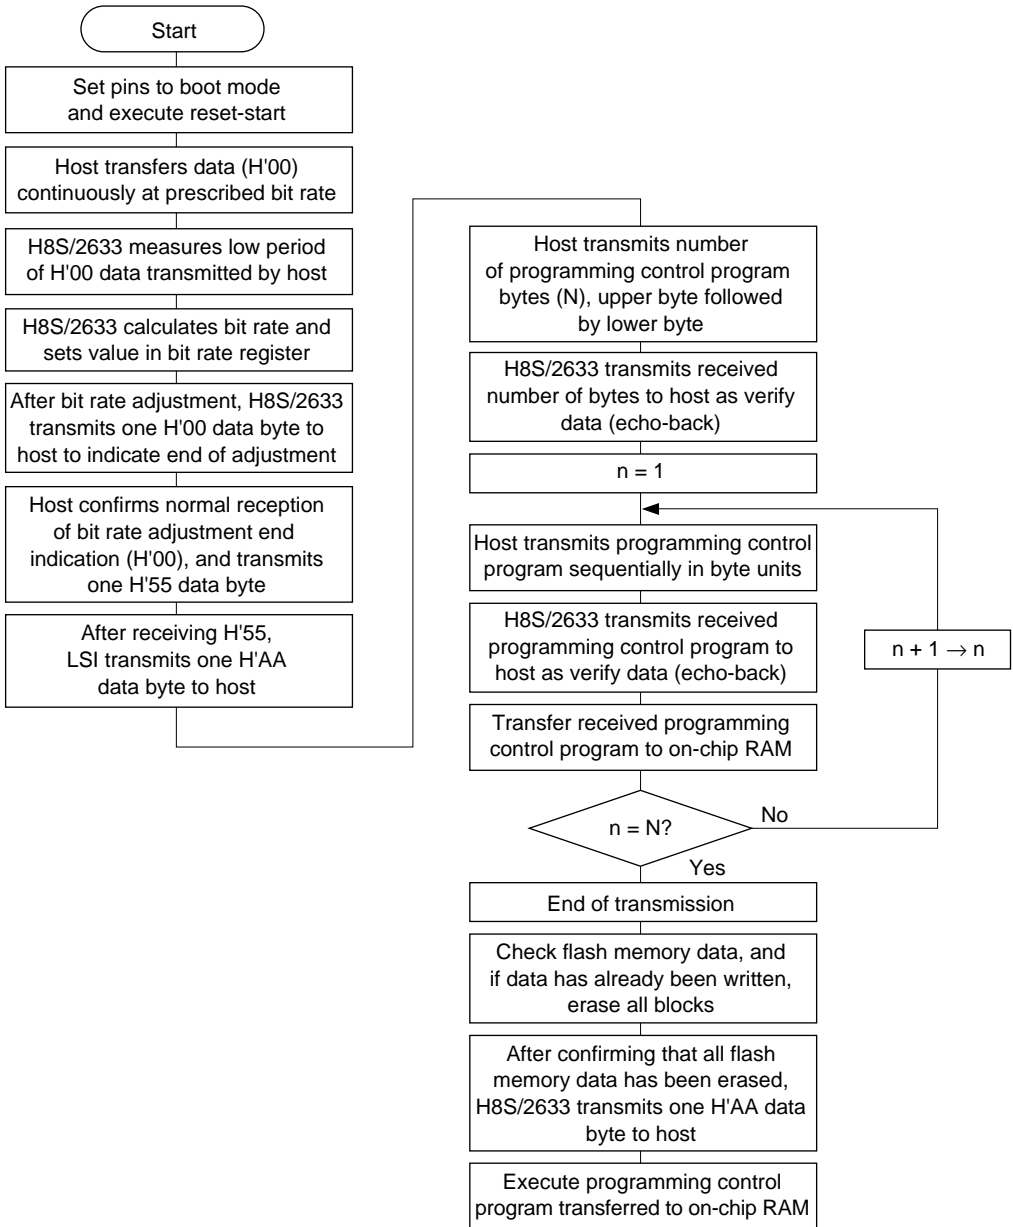 Start
Set pins to boot mode
and execute reset-start
Host transfers data (H'00)
continuously at prescribed bit rate
H8S/2633 measures low period
of H'00 data transmitted by host
H8S/2633 calculates bit rate and
sets value in bit rate register
After bit rate adjustment, H8S/2633
transmits one H'00 data byte to
host to indicate end of adjustment
Host confirms normal reception
of bit rate adjustment end
indication (H'00), and transmits
one H'55 data byte
After receiving H'55,
LSI transmits one H'AA
data byte to host
Host transmits number
of programming control program
bytes (N), upper byte followed
by lower byte
H8S/2633 transmits received
number of bytes to host as verify
data (echo-back)
n = 1
Host transmits programming control
program sequentially in byte units
H8S/2633 transmits received
programming control program to
host as verify data (echo-back)
n + 1 → n
Transfer received programming
control program to on-chip RAM
n = N?
No
Yes
End of transmission
Check flash memory data, and
if data has already been written,
erase all blocks
After confirming that all flash
memory data has been erased,
H8S/2633 transmits one H'AA data
byte to host
Execute programming control
program transferred to on-chip RAM